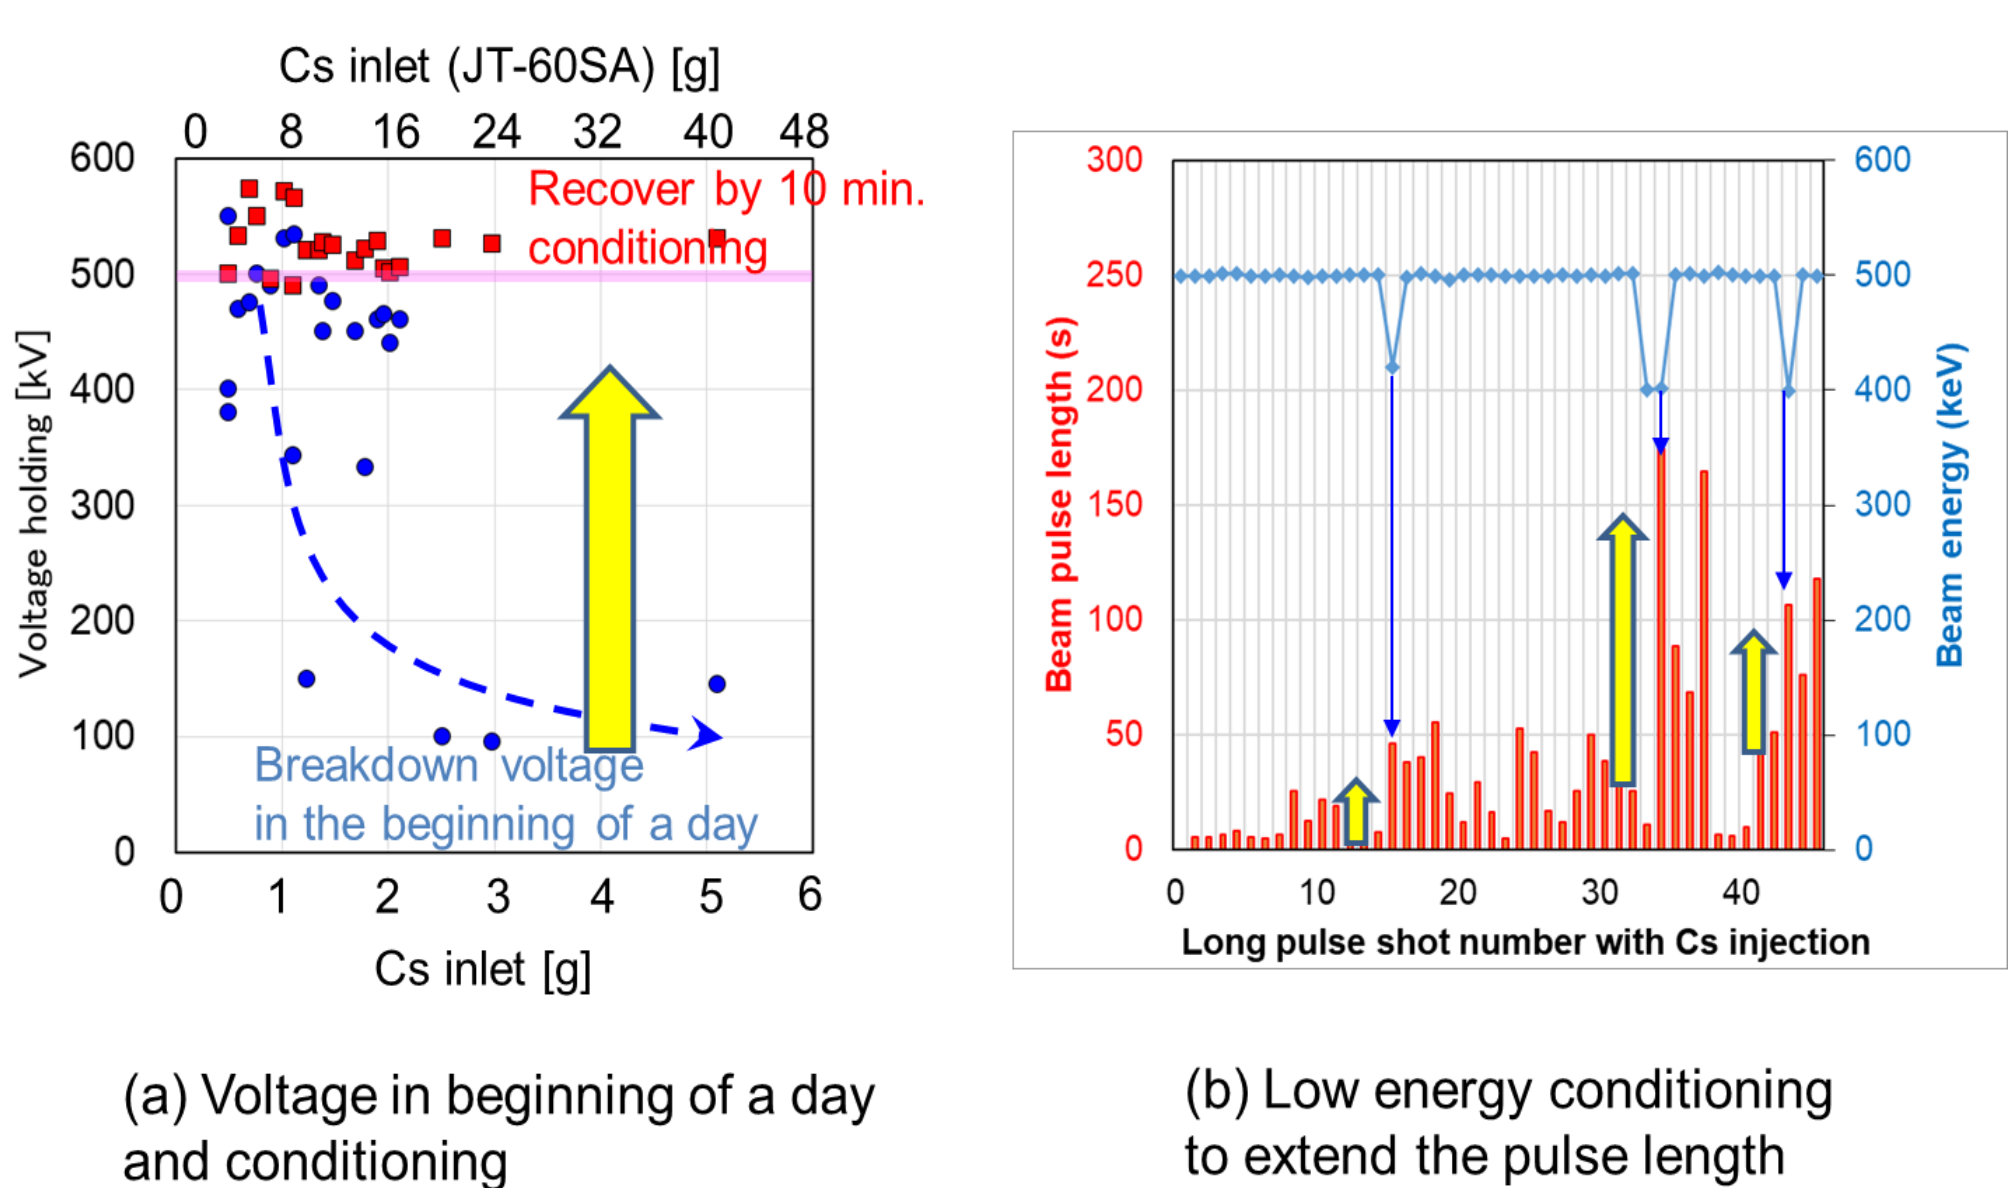 Cs inlet (JT-60SA) [g]
0 8 16 24 32 40 48
600
500
400
300
200
100
0
Voltage holding [kV]
Recover by 10 min.
conditioning
Breakdown voltage
in the beginning of a day
0 1 2 3 4 5 6
Cs inlet [g]
(a) Voltage in beginning of a day
and conditioning
300
250
200
150
100
50
0
Beam pulse length (s)
600
500
400
300
200
100
0
Beam energy (keV)
0 10 20 30 40
Long pulse shot number with Cs injection
(b) Low energy conditioning
to extend the pulse length